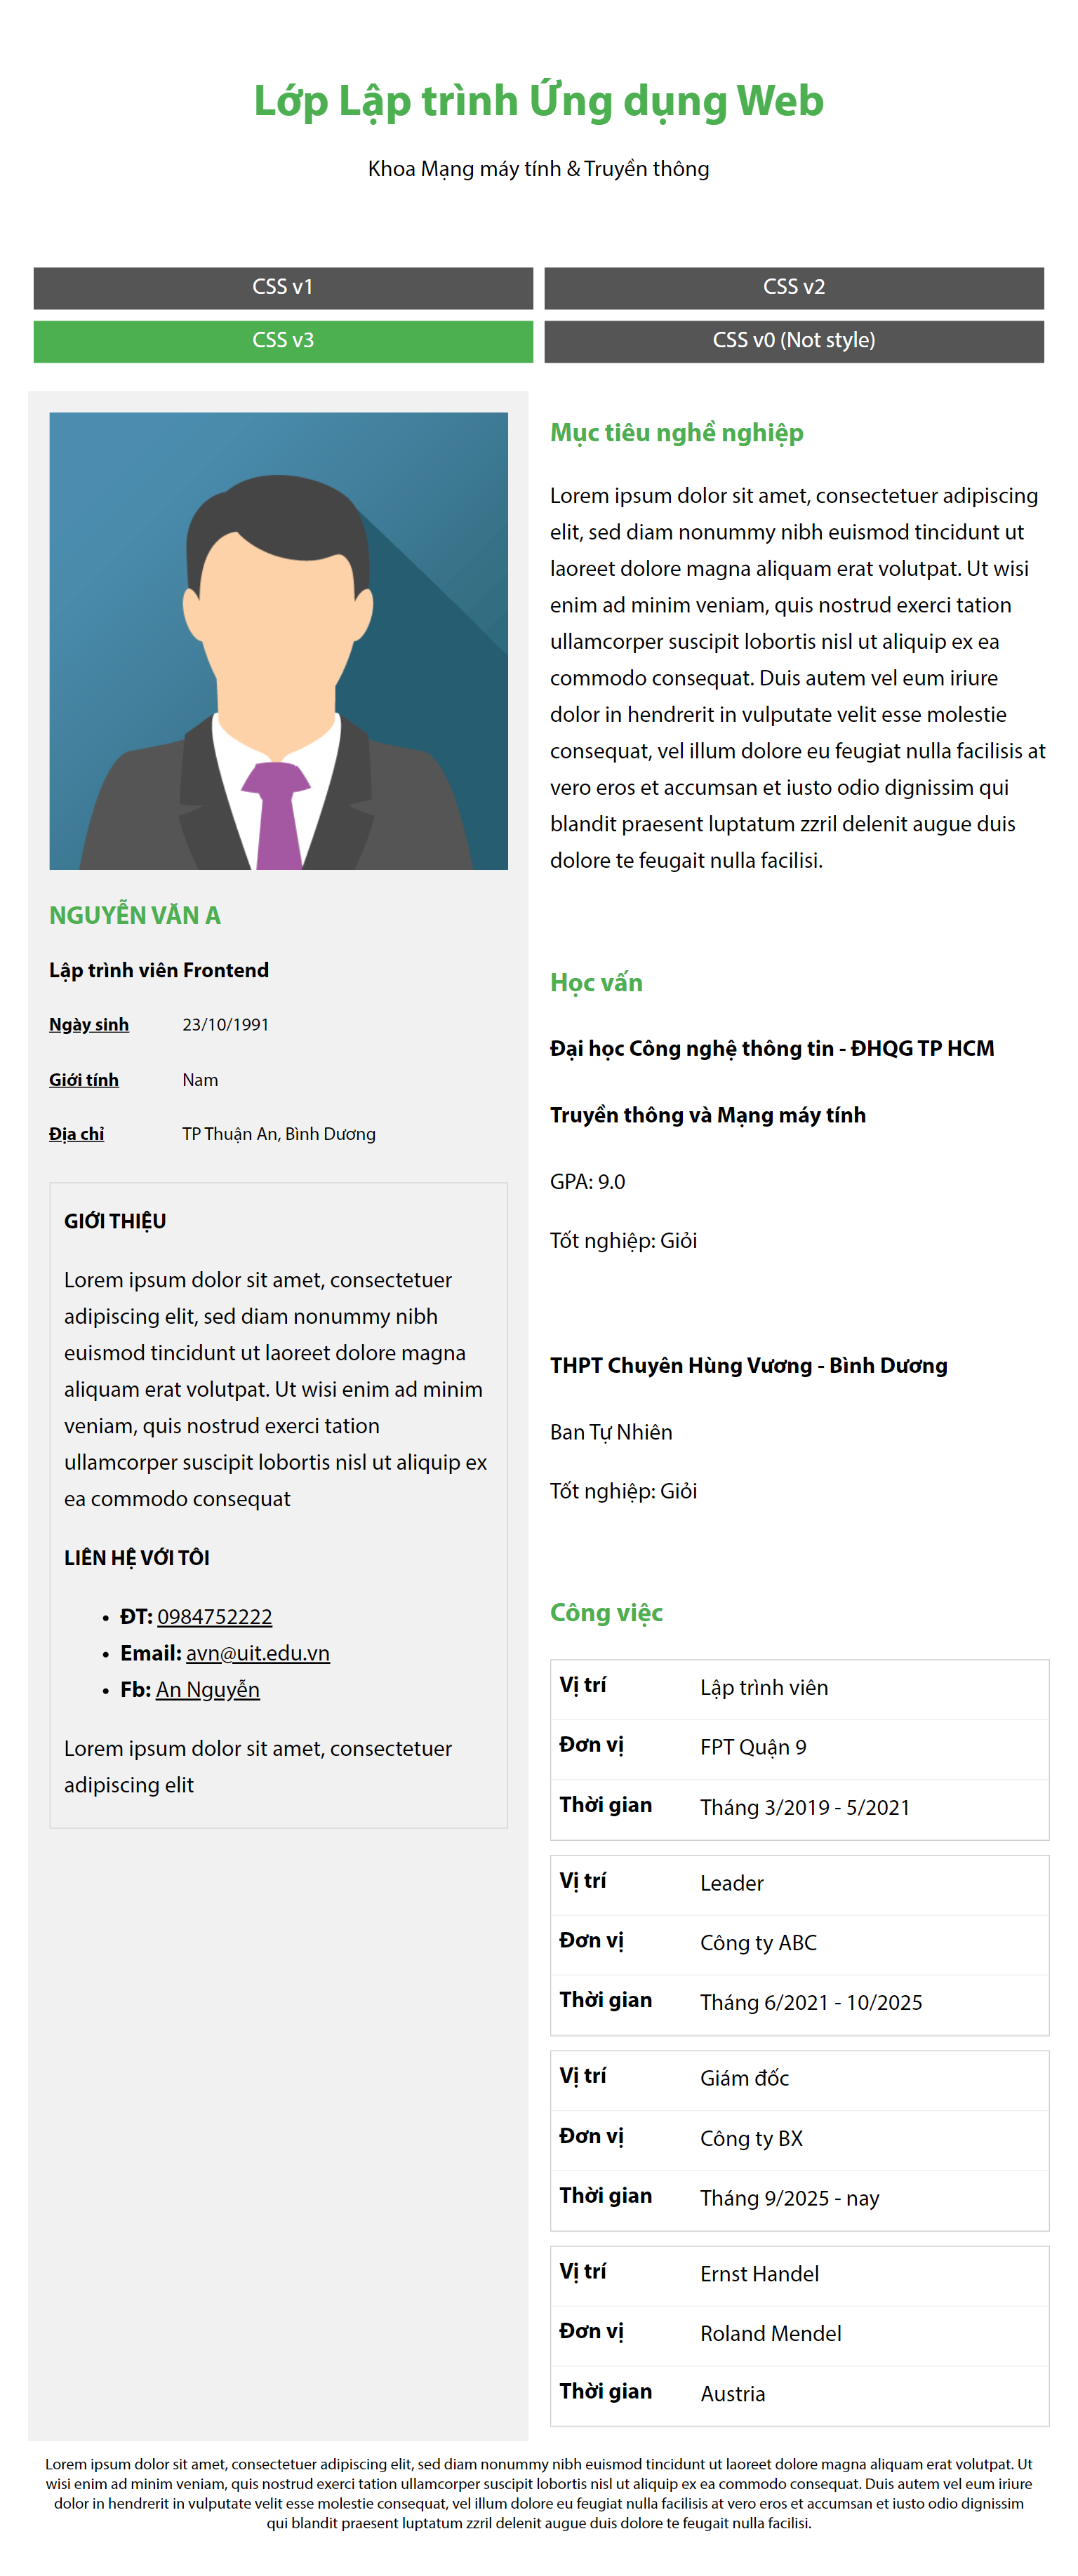 Lớp Lập trình Ứng dụng Web
Khoa Mạng máy tính & Truyền thông
CSS v1
CSS v2
CSS v3
CSS v0 (Not style)
NGUYỄN VĂN A
Lập trình viên Frontend
Ngày sinh 23/10/1991
Giới tính Nam
Địa chỉ TP Thuận An, Bình Dương
GIỚI THIỆU
Lorem ipsum dolor sit amet, consectetuer
adipiscing elit, sed diam nonummy nibh
euismod tincidunt ut laoreet dolore magna
aliquam erat volutpat. Ut wisi enim ad minim
veniam, quis nostrud exerci tation
ullamcorper suscipit lobortis nisl ut aliquip ex
ea commodo consequat
LIÊN HỆ VỚI TÔI
• ĐT: 0984752222
• Email: avn@uit.edu.vn
• Fb: An Nguyễn
Lorem ipsum dolor sit amet, consectetuer
adipiscing elit
Mục tiêu nghề nghiệp
Lorem ipsum dolor sit amet, consectetuer adipiscing
elit, sed diam nonummy nibh euismod tincidunt ut
laoreet dolore magna aliquam erat volutpat. Ut wisi
enim ad minim veniam, quis nostrud exerci tation
ullamcorper suscipit lobortis nisl ut aliquip ex ea
commodo consequat. Duis autem vel eum iriure
dolor in hendrerit in vulputate velit esse molestie
consequat, vel illum dolore eu feugiat nulla facilisis at
vero eros et accumsan et iusto odio dignissim qui
blandit praesent luptatum zzril delenit augue duis
dolore te feugait nulla facilisi.
Học vấn
Đại học Công nghệ thông tin - ĐHQG TP HCM
Truyền thông và Mạng máy tính
GPA: 9.0
Tốt nghiệp: Giỏi
THPT Chuyên Hùng Vương - Bình Dương
Ban Tự Nhiên
Tốt nghiệp: Giỏi
Công việc
Vị trí Lập trình viên
Đơn vị FPT Quận 9
Thời gian Tháng 3/2019 - 5/2021
Vị trí Leader
Đơn vị Công ty ABC
Thời gian Tháng 6/2021 - 10/2025
Vị trí Giám đốc
Đơn vị Công ty BX
Thời gian Tháng 9/2025 - nay
Vị trí Ernst Handel
Đơn vị Roland Mendel
Thời gian Austria
Lorem ipsum dolor sit amet, consectetuer adipiscing elit, sed diam nonummy nibh euismod tincidunt ut laoreet dolore magna aliquam erat volutpat. Ut
wisi enim ad minim veniam, quis nostrud exerci tation ullamcorper suscipit lobortis nisl ut aliquip ex ea commodo consequat. Duis autem vel eum iriure
dolor in hendrerit in vulputate velit esse molestie consequat, vel illum dolore eu feugiat nulla facilisis at vero eros et accumsan et iusto odio dignissim
qui blandit praesent luptatum zzril delenit augue duis dolore te feugait nulla facilisi.